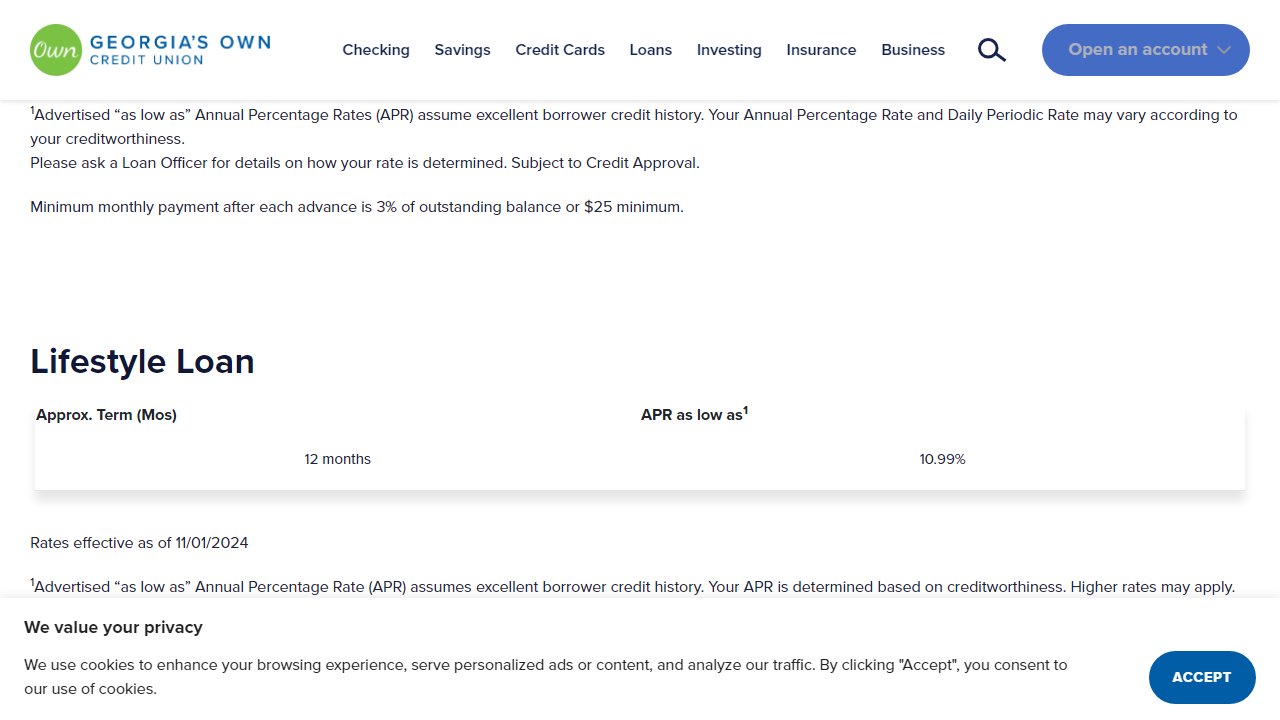 Own GEORGIA'S OWN
CREDIT UNION
Checking Savings Credit Cards Loans Investing Insurance Business Open an account
¹Advertised “as low as” Annual Percentage Rates (APR) assume excellent borrower credit history. Your Annual Percentage Rate and Daily Periodic Rate may vary according to
your creditworthiness.
Please ask a Loan Officer for details on how your rate is determined. Subject to Credit Approval.
Minimum monthly payment after each advance is 3% of outstanding balance or $25 minimum.
Lifestyle Loan
Approx. Term (Mos) APR as low as¹
12 months 10.99%
Rates effective as of 11/01/2024
¹Advertised “as low as” Annual Percentage Rate (APR) assumes excellent borrower credit history. Your APR is determined based on creditworthiness. Higher rates may apply.
We value your privacy
We use cookies to enhance your browsing experience, serve personalized ads or content, and analyze our traffic. By clicking "Accept", you consent to
our use of cookies.
ACCEPT